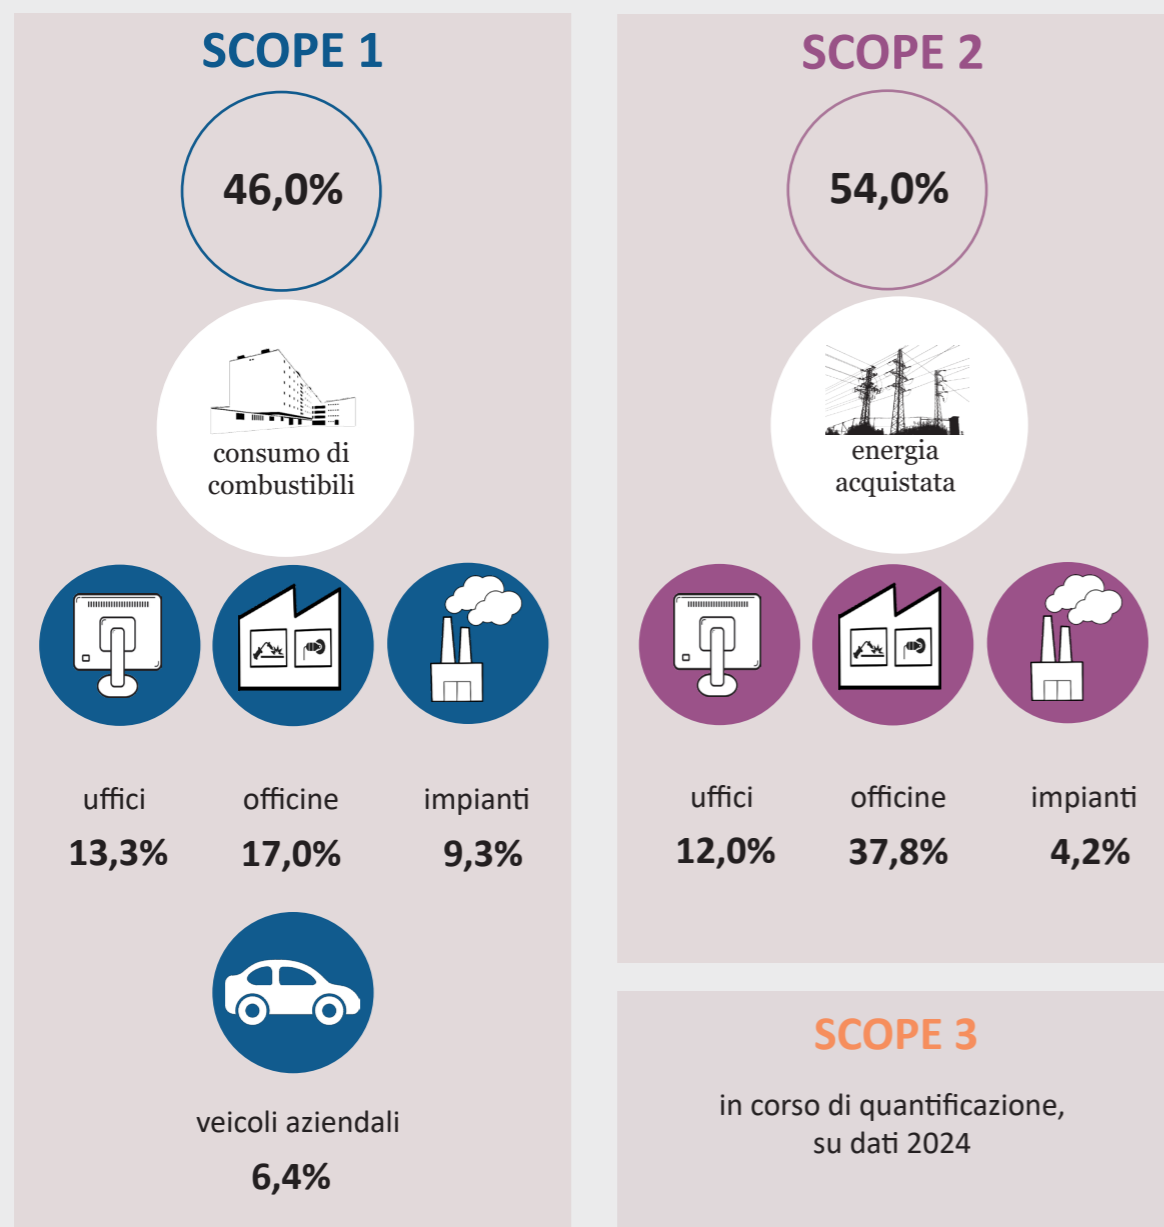 SCOPE 1
46,0%
consumo di
combustibili
uffici
13,3%
officine
17,0%
impianti
9,3%
veicoli aziendali
6,4%
SCOPE 2
54,0%
energia
acquistata
uffici
12,0%
officine
37,8%
impianti
4,2%
SCOPE 3
in corso di quantificazione,
su dati 2024